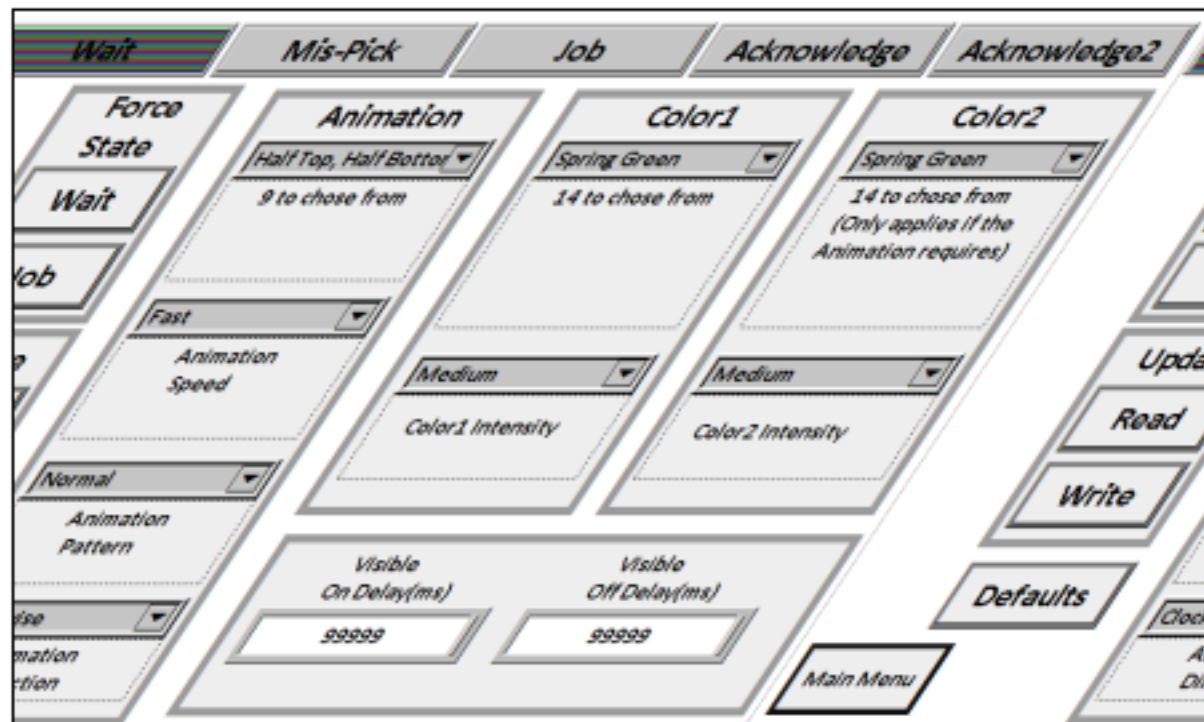 Wait
Mis-Pick
Job
Acknowledge
Acknowledge2
Force
State
Wait
Job
Animation
Half Top, Half Bottor
9 to chose from
Fast
Animation
Speed
Normal
Animation
Pattern
Color1
Spring Green
14 to chose from
Medium
Color1 Intensity
Color2
Spring Green
14 to chose from
(Only applies if the
Animation requires)
Medium
Color2 Intensity
Visible
On Delay(ms)
99999
Visible
Off Delay(ms)
99999
Read
Write
Defaults
Main Menu